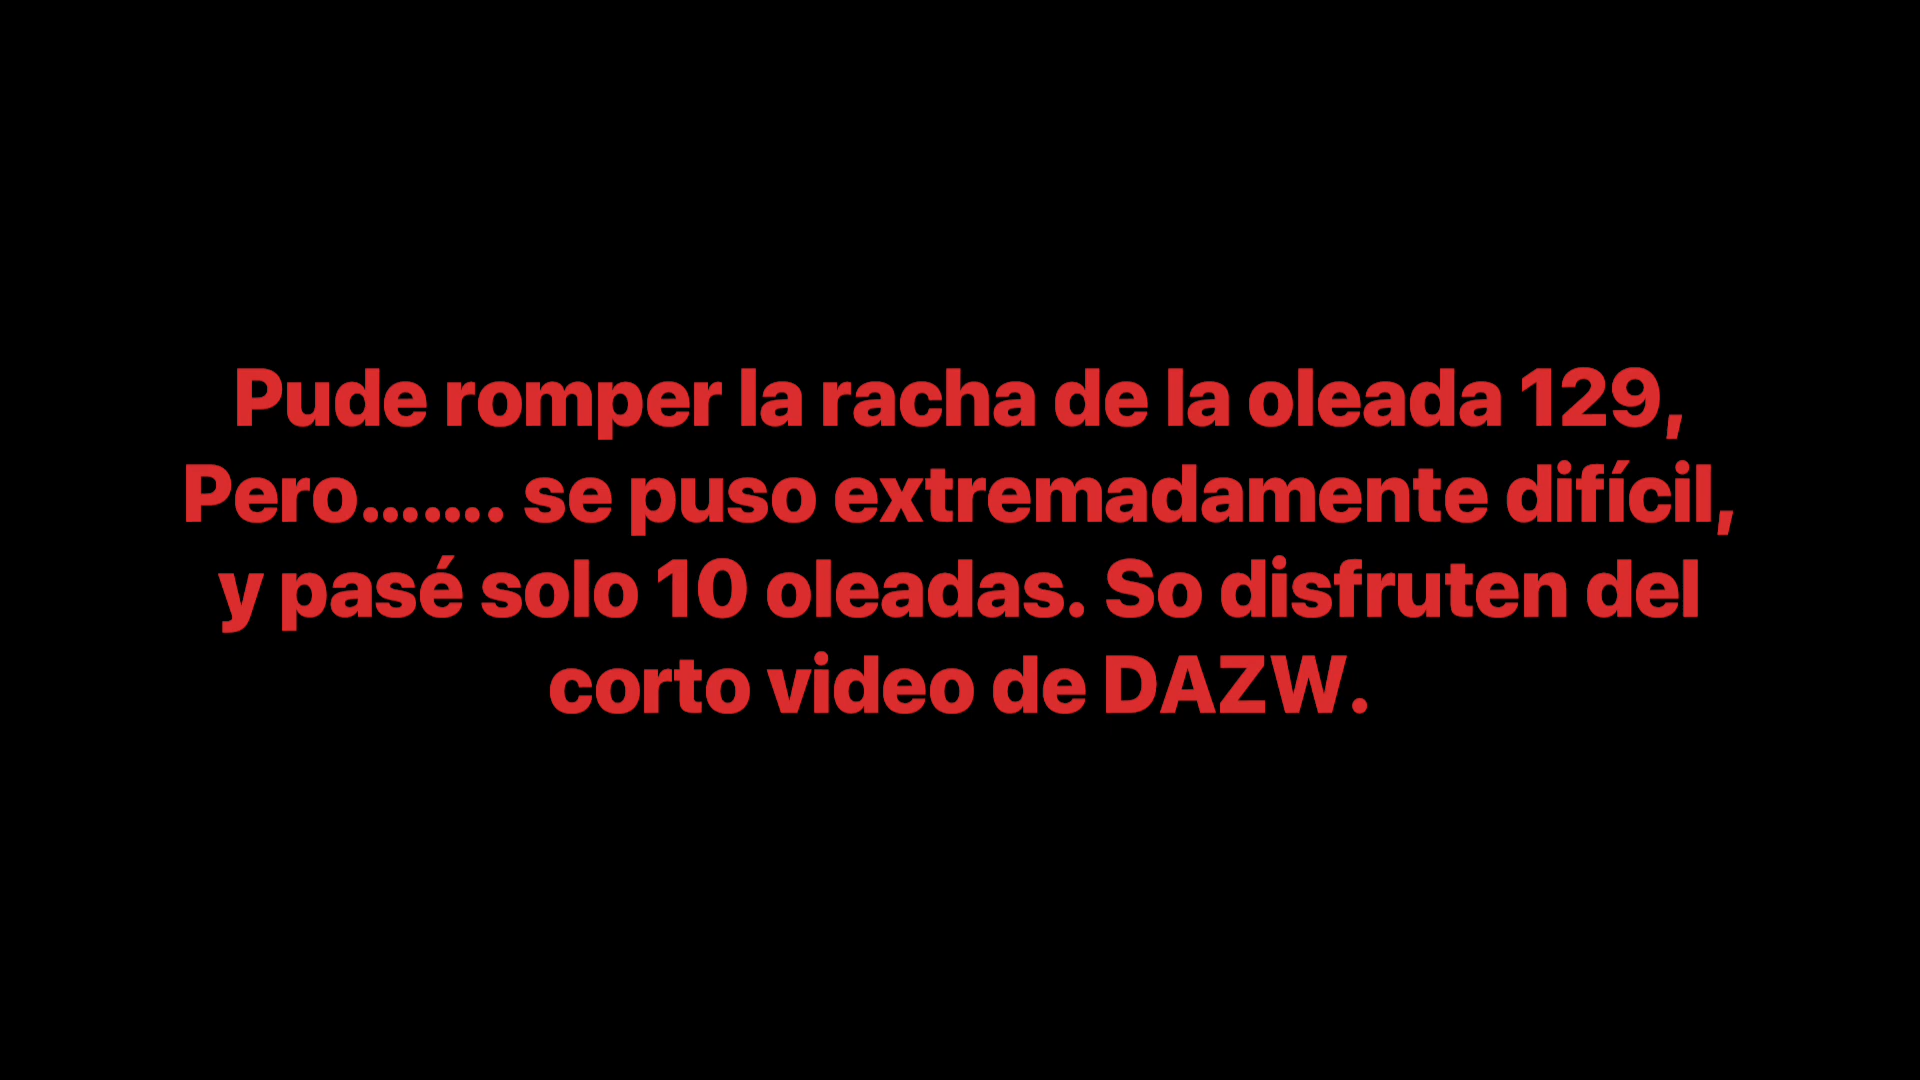 Pude romper la racha de la oleada 129,
Pero……. se puso extremadamente difícil,
y pasé solo 10 oleadas. So disfruten del
corto video de DAZW.